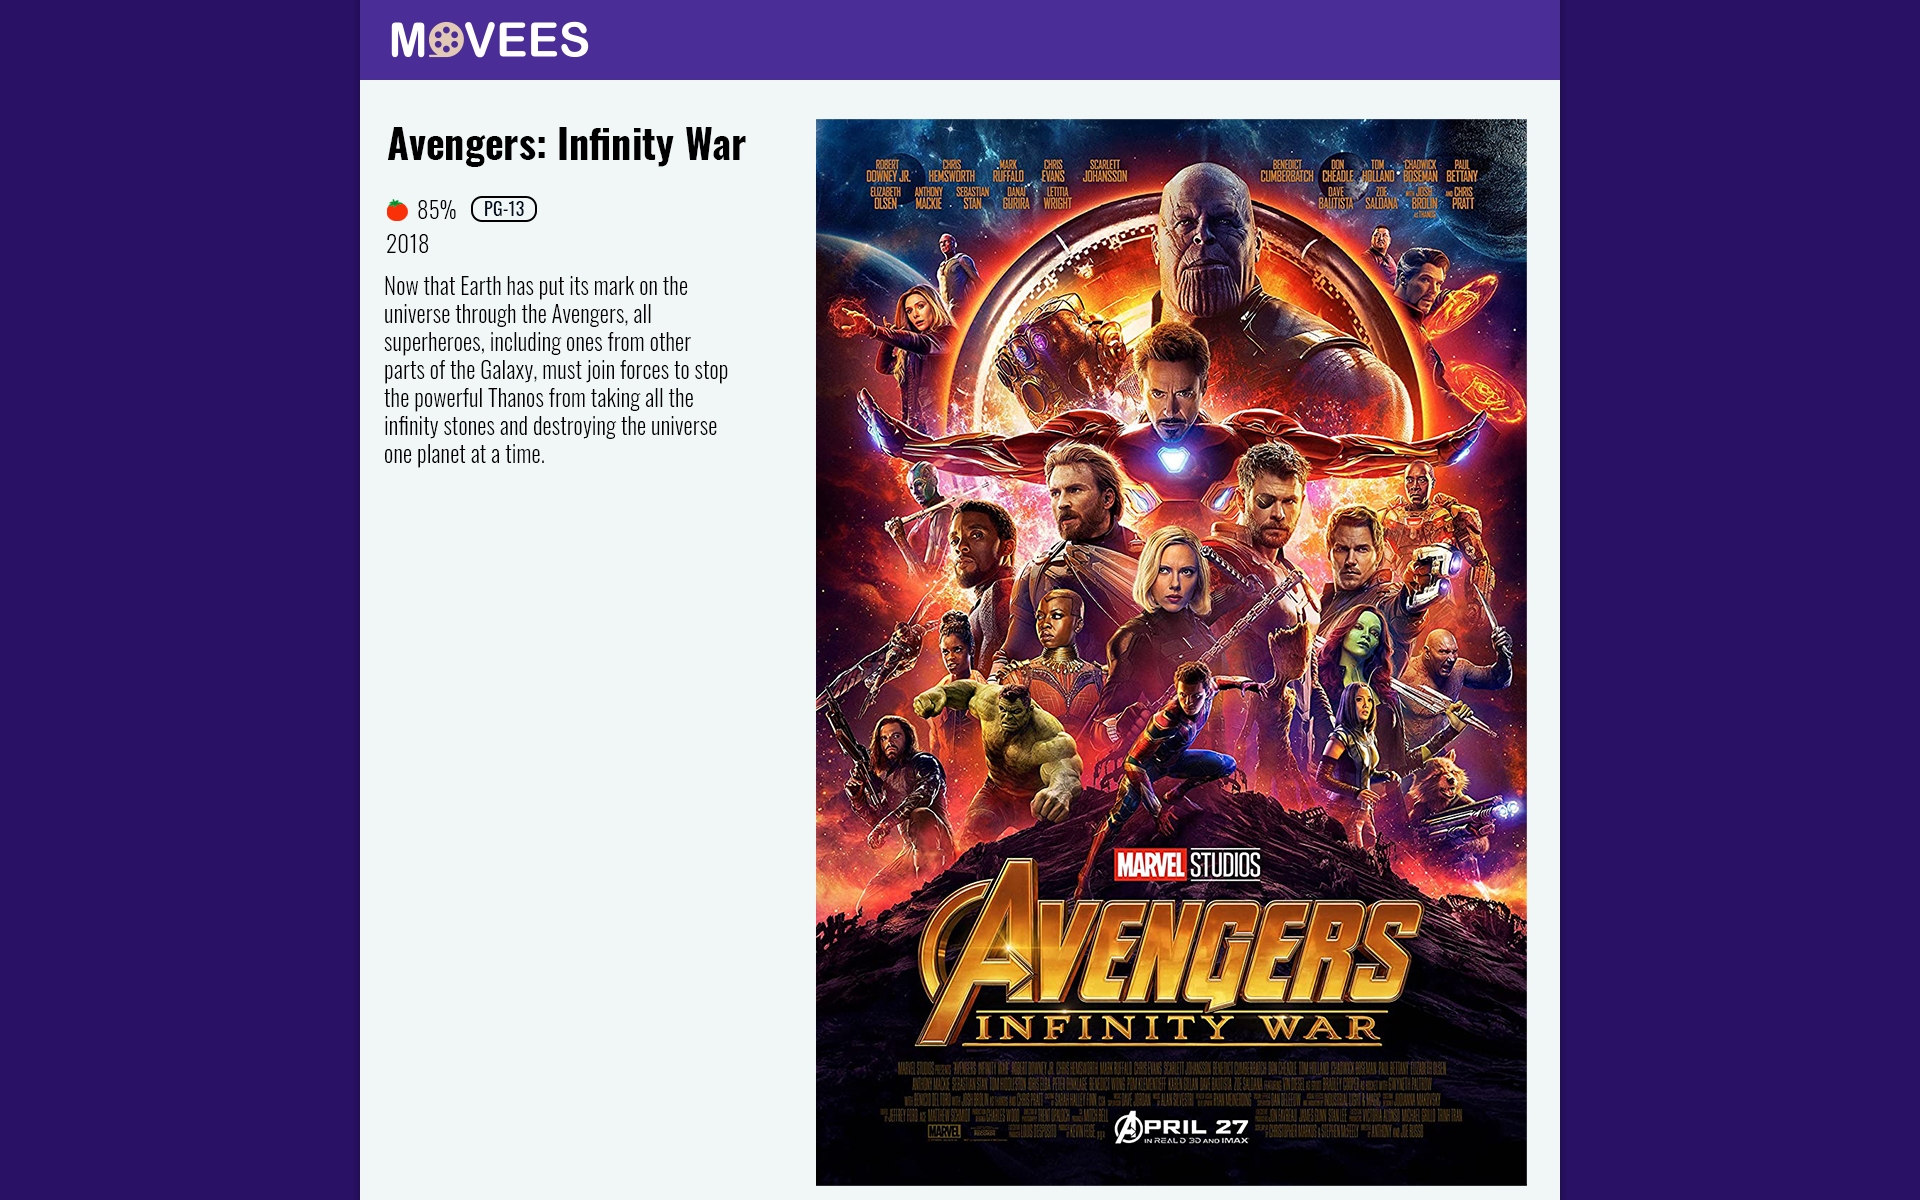 MOVEES
Avengers: Infinity War
85% PG-13
2018
Now that Earth has put its mark on the
universe through the Avengers, all
superheroes, including ones from other
parts of the Galaxy, must join forces to stop
the powerful Thanos from taking all the
infinity stones and destroying the universe
one planet at a time.
ROBERT DOWNEY JR. CHRIS HEMSWORTH MARK RUFFALO CHRIS EVANS SCARLETT JOHANSSON
BENEDICT CUMBERBATCH DON CHEADLE TOM HOLLAND CHADWICK BOSEMAN PAUL BETTANY
ELIZABETH OLSEN ANTHONY MACKIE SEBASTIAN STAN DANAI GURIRA LETITIA WRIGHT
DAVE BAUTISTA ZOE SALDANA WITH JOSH BROLIN AS THANOS AND CHRIS PRATT
MARVEL STUDIOS
AVENGERS
INFINITY WAR
MARVEL
APRIL 27
IN REAL D 3D AND IMAX